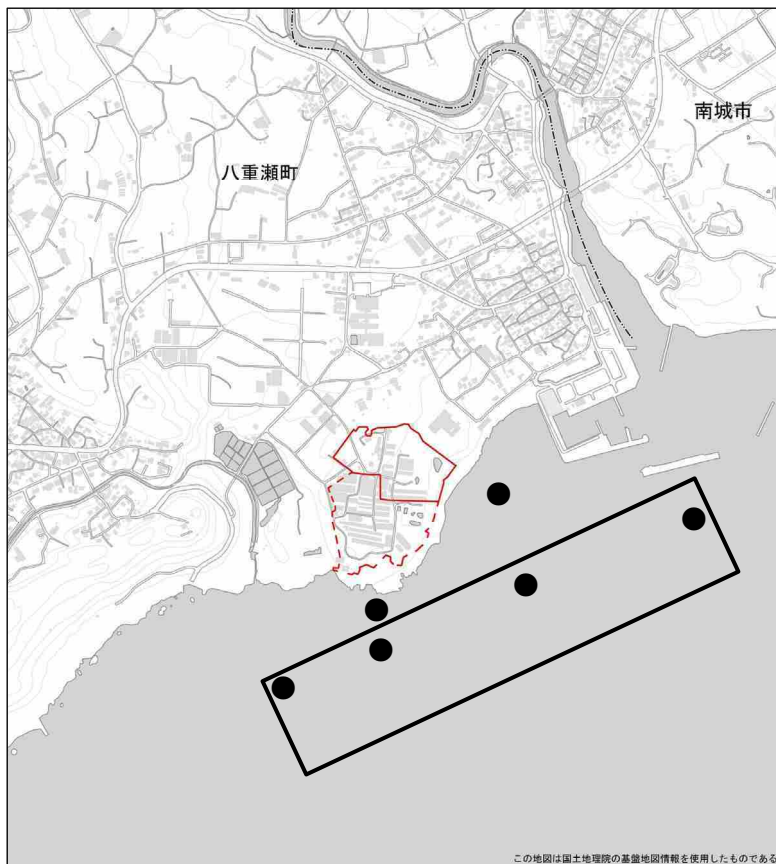 南城市
八重瀬町
この地図は国土地理院の基盤地図情報を使用したものである